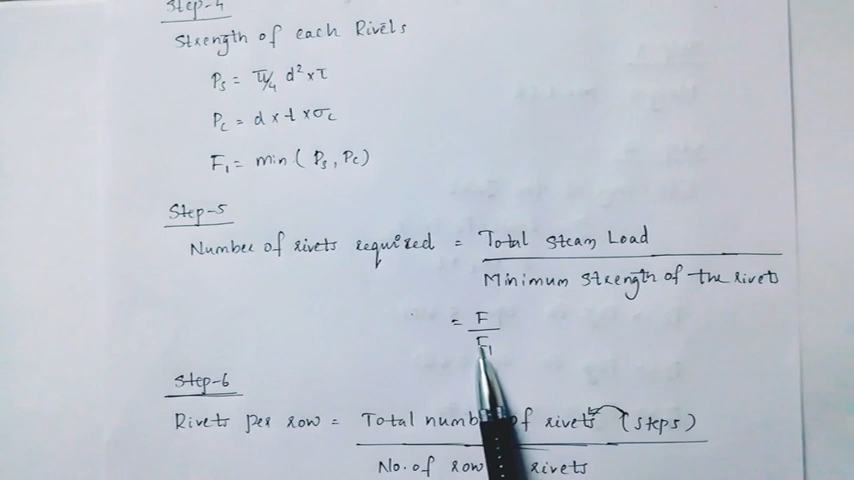 Step-4
Strength of each Rivets
Ps = π/4 d² × τ
Pc = d × t × σc
F1 = min ( Ps , Pc )
Step-5
Number of rivets required = Total steam Load
Minimum strength of the rivets
= F
F1
Step-6
Rivets per row = Total numb of rivets (step5)
No. of row rivets